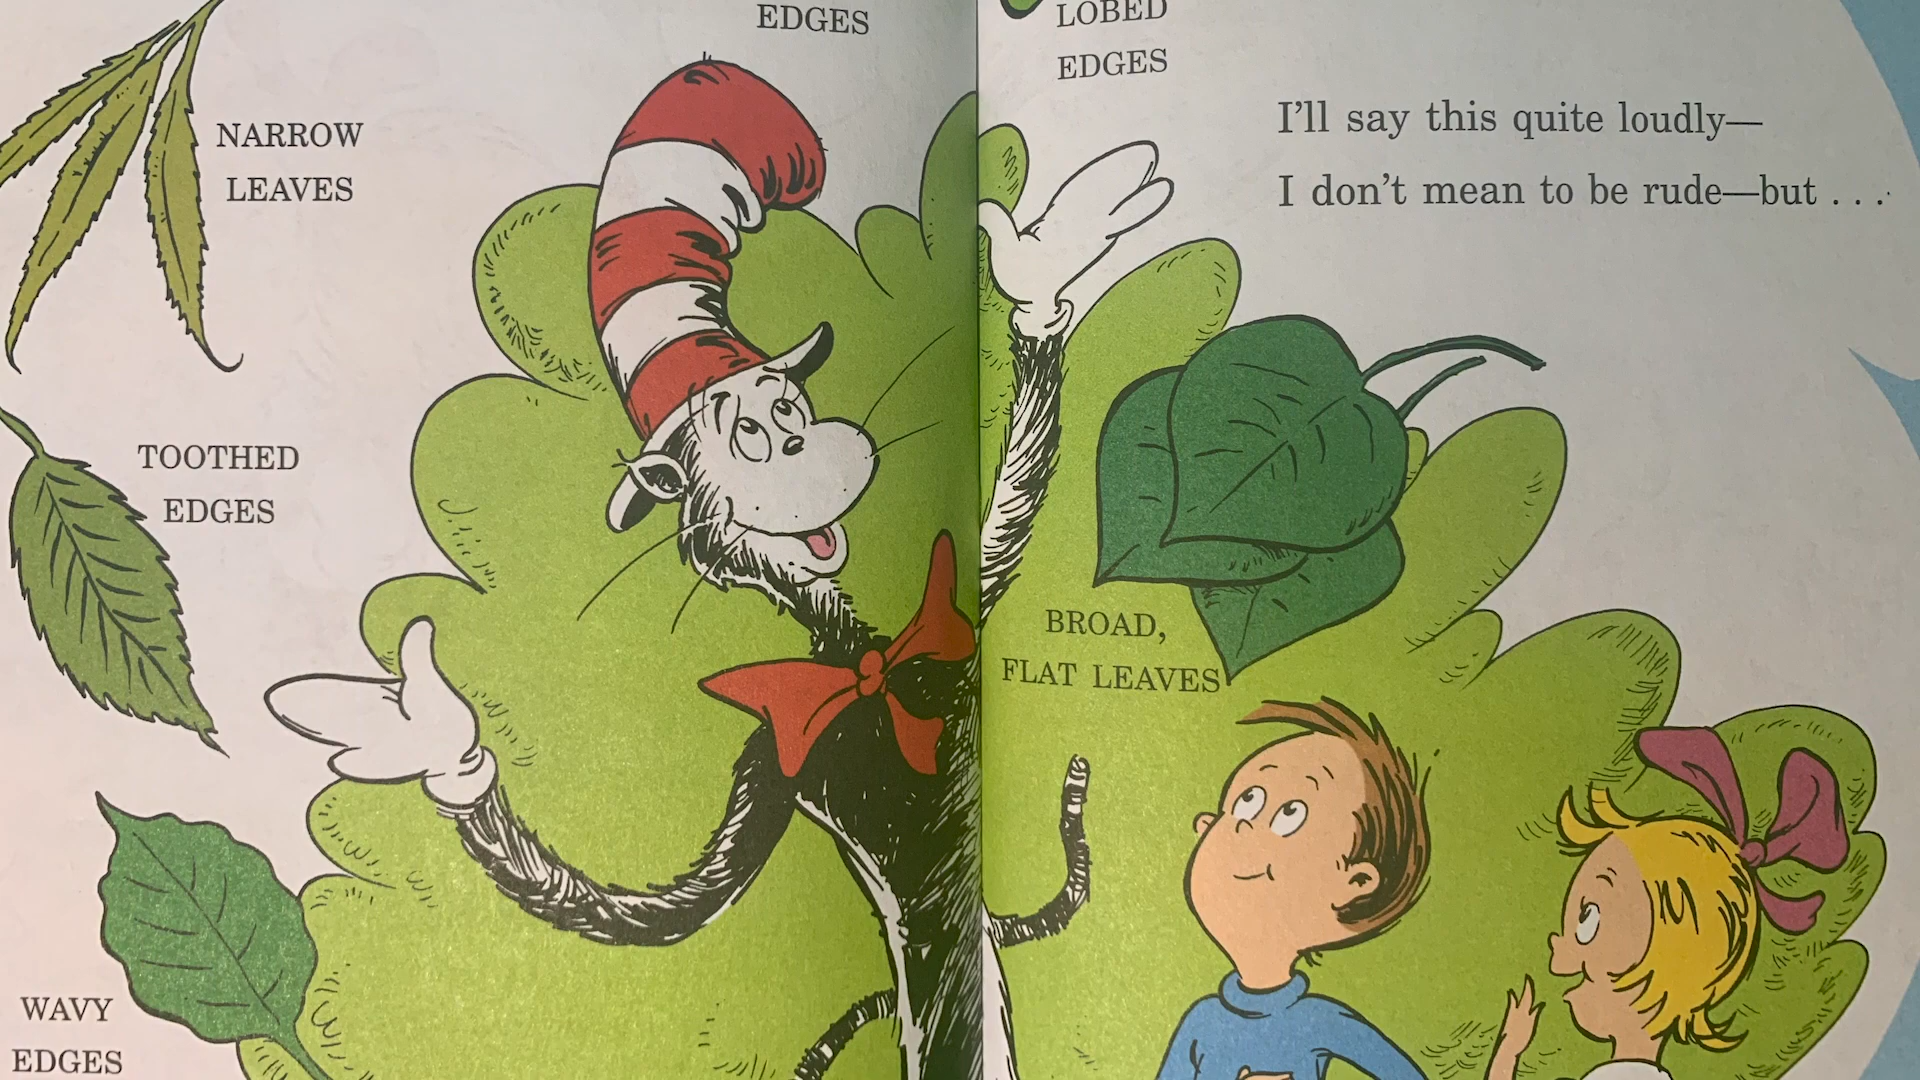 EDGES
NARROW
LEAVES
TOOTHED
EDGES
WAVY
EDGES
LOBED
EDGES
I'll say this quite loudly—
I don't mean to be rude—but . . .
BROAD,
FLAT LEAVES